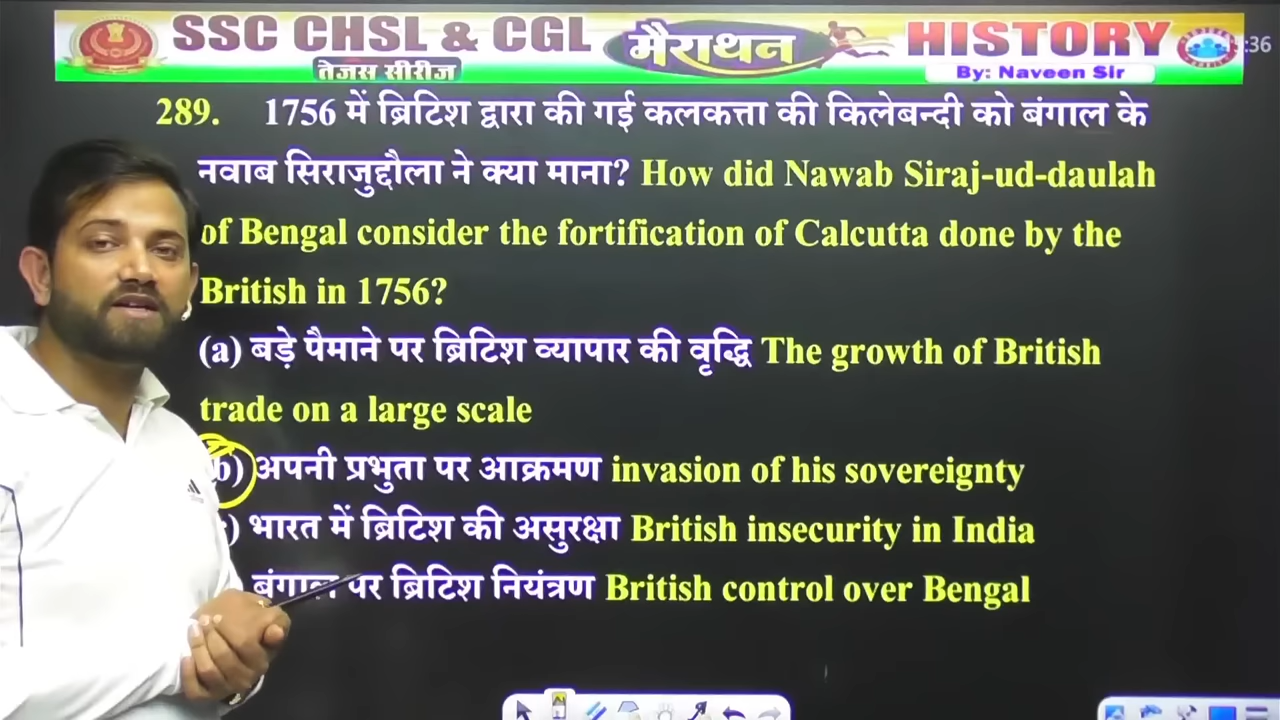 SSC CHSL & CGL मैराथन HISTORY :36
तेजस सीरीज By: Naveen Sir
289. 1756 में ब्रिटिश द्वारा की गई कलकत्ता की किलेबन्दी को बंगाल के
नवाब सिराजुद्दौला ने क्या माना? How did Nawab Siraj-ud-daulah
of Bengal consider the fortification of Calcutta done by the
British in 1756?
(a) बड़े पैमाने पर ब्रिटिश व्यापार की वृद्धि The growth of British
trade on a large scale
b) अपनी प्रभुता पर आक्रमण invasion of his sovereignty
) भारत में ब्रिटिश की असुरक्षा British insecurity in India
बंगाल पर ब्रिटिश नियंत्रण British control over Bengal